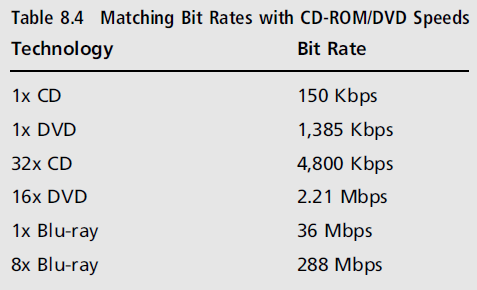 Table 8.4 Matching Bit Rates with CD-ROM/DVD Speeds
Technology Bit Rate
1x CD 150 Kbps
1x DVD 1,385 Kbps
32x CD 4,800 Kbps
16x DVD 2.21 Mbps
1x Blu-ray 36 Mbps
8x Blu-ray 288 Mbps